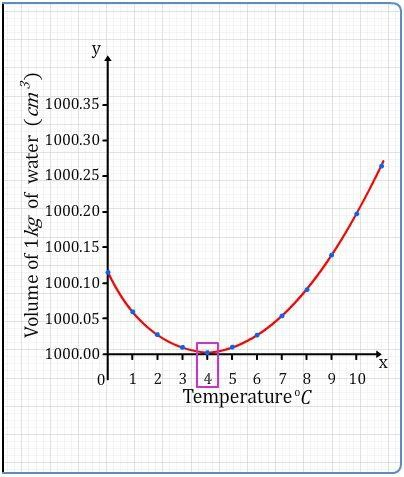 y
Volume of 1kg of water (cm³)
1000.35
1000.30
1000.25
1000.20
1000.15
1000.10
1000.05
1000.00
x
0 1 2 3 4 5 6 7 8 9 10
Temperature °C